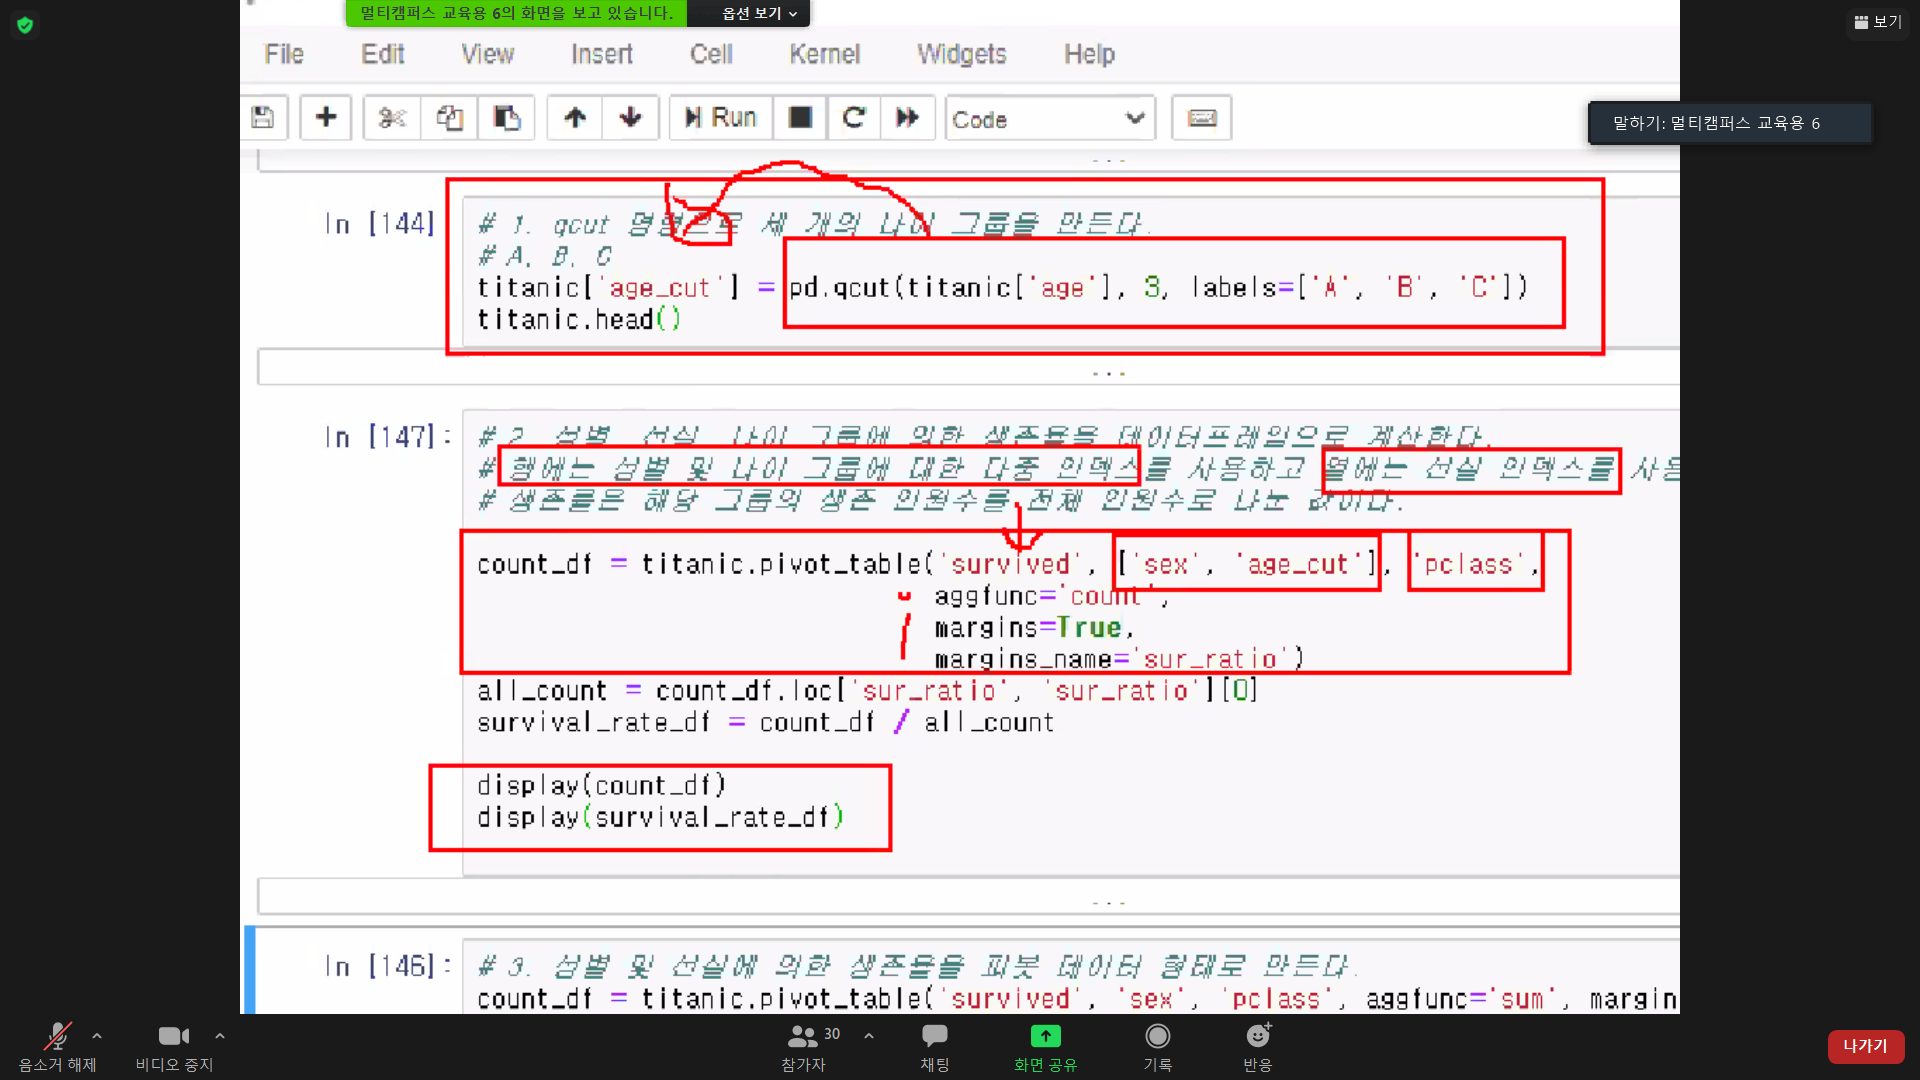 멀티캠퍼스 교육용 6의 화면을 보고 있습니다. 옵션 보기
보기
File Edit View Insert Cell Kernel Widgets Help
Run Code
말하기: 멀티캠퍼스 교육용 6
...
In [144] # 1. qcut 명령으로 세 개의 나이 그룹을 만든다.
# A, B, C
titanic['age_cut'] = pd.qcut(titanic['age'], 3, labels=['A', 'B', 'C'])
titanic.head()
...
In [147]: # 2. 성별, 선실, 나이 그룹에 의한 생존율을 데이터프레임으로 계산한다.
# 행에는 성별 및 나이 그룹에 대한 다중 인덱스를 사용하고 열에는 선실 인덱스를 사용
# 생존률은 해당 그룹의 생존 인원수를 전체 인원수로 나눈 값이다.
count_df = titanic.pivot_table('survived', ['sex', 'age_cut'], 'pclass',
aggfunc='count',
margins=True,
margins_name='sur_ratio')
all_count = count_df.loc['sur_ratio', 'sur_ratio'][0]
survival_rate_df = count_df / all_count
display(count_df)
display(survival_rate_df)
...
In [146]: # 3. 성별 및 선실에 의한 생존율을 피봇 데이터 형태로 만든다.
count_df = titanic.pivot_table('survived', 'sex', 'pclass', aggfunc='sum', margin
음소거 해제 비디오 중지 참가자 30 채팅 화면 공유 기록 반응 나가기